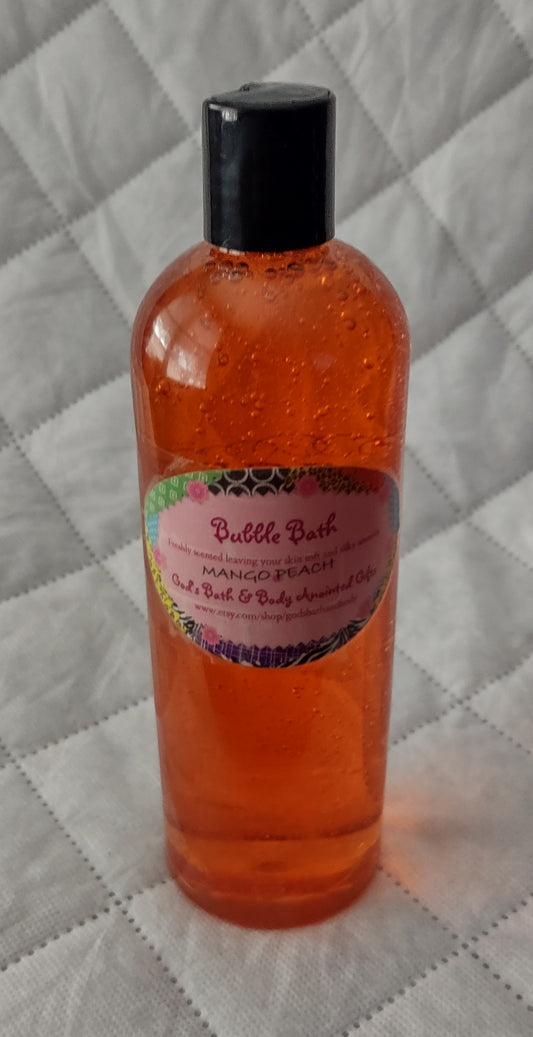 Bubble Bath
Freshly scented leaving your skin soft and silky smooth
MANGO PEACH
God's Bath & Body Anointed Gifts
www.etsy.com/shop/godsbathandbody